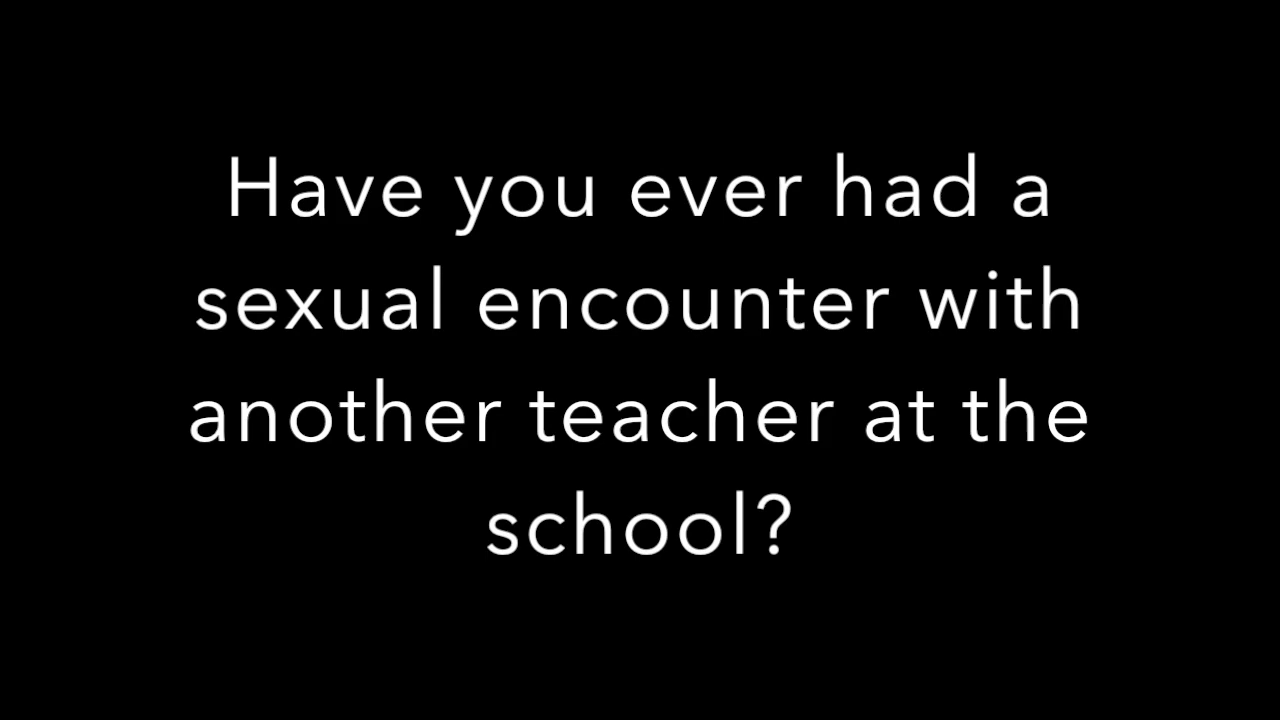 Have you ever had a
sexual encounter with
another teacher at the
school?